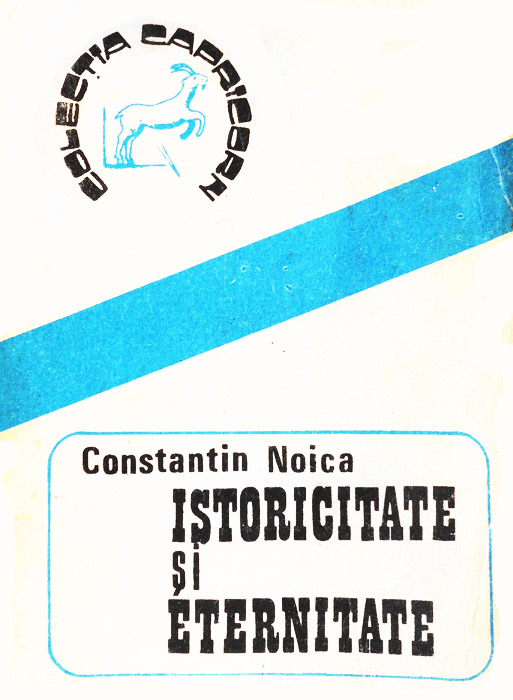 COLECȚIA CAPRICORN
Constantin Noica
ISTORICITATE
ȘI
ETERNITATE